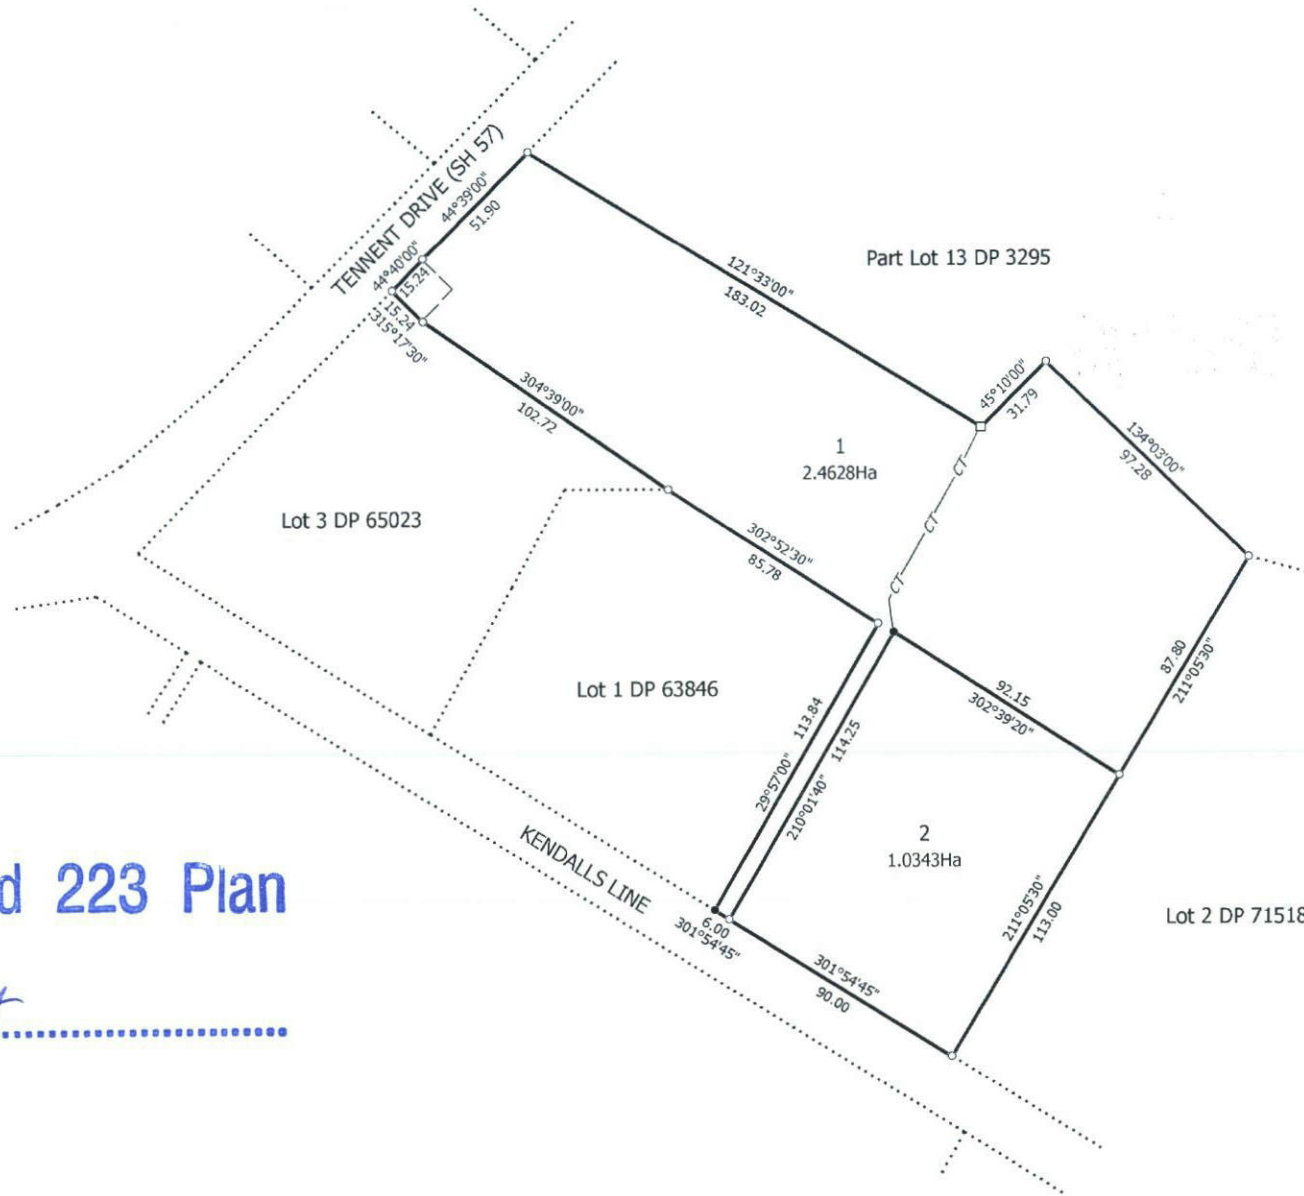 TENNENT DRIVE (SH 57)
44°39'00"
51.90
44°40'00"
15.24
15.24
315°17'30"
121°33'00"
183.02
Part Lot 13 DP 3295
45°10'00"
31.79
134°03'00"
97.28
304°39'00"
102.72
1
2.4628Ha
CT
CT
CT
Lot 3 DP 65023
302°52'30"
85.78
87.80
211°05'30"
Lot 1 DP 63846
92.15
302°39'20"
113.84
29°57'00"
114.25
210°01'40"
2
1.0343Ha
KENDALLS LINE
d 223 Plan
6.00
301°54'45"
211°05'30"
113.00
Lot 2 DP 71518
301°54'45"
90.00